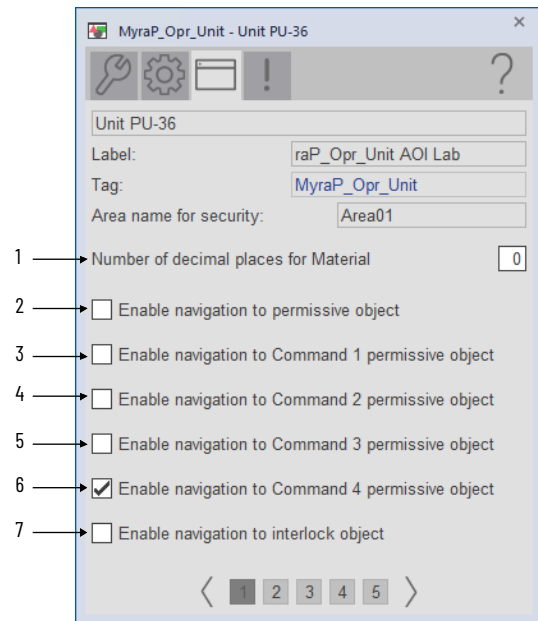 MyraP_Opr_Unit - Unit PU-36
×
! ?
Unit PU-36
Label: raP_Opr_Unit AOI Lab
Tag: MyraP_Opr_Unit
Area name for security: Area01
1 Number of decimal places for Material 0
2 Enable navigation to permissive object
3 Enable navigation to Command 1 permissive object
4 Enable navigation to Command 2 permissive object
5 Enable navigation to Command 3 permissive object
6 Enable navigation to Command 4 permissive object
7 Enable navigation to interlock object
1 2 3 4 5